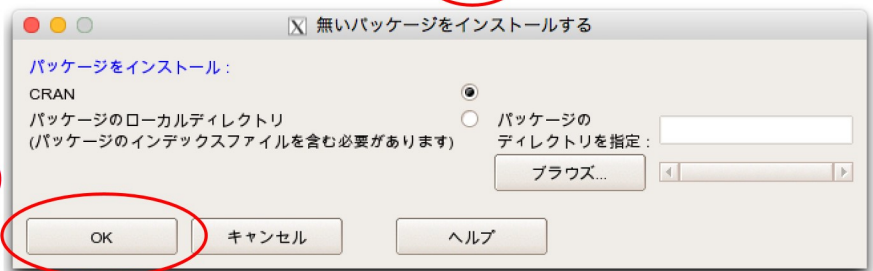 無いパッケージをインストールする
パッケージをインストール :
CRAN
パッケージのローカルディレクトリ
(パッケージのインデックスファイルを含む必要があります)
パッケージの
ディレクトリを指定 :
ブラウズ...
OK
キャンセル
ヘルプ